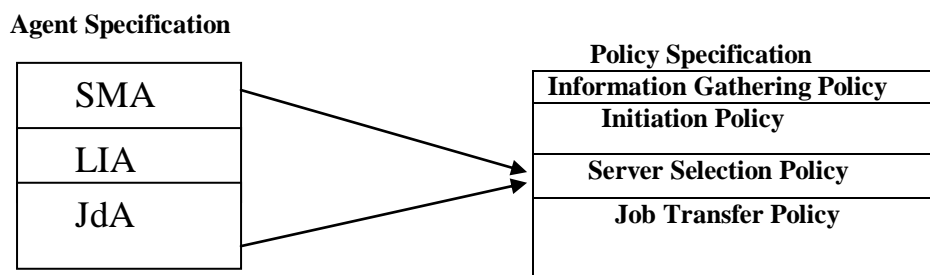 Agent Specification
SMA
LIA
JdA
Policy Specification
Information Gathering Policy
Initiation Policy
Server Selection Policy
Job Transfer Policy